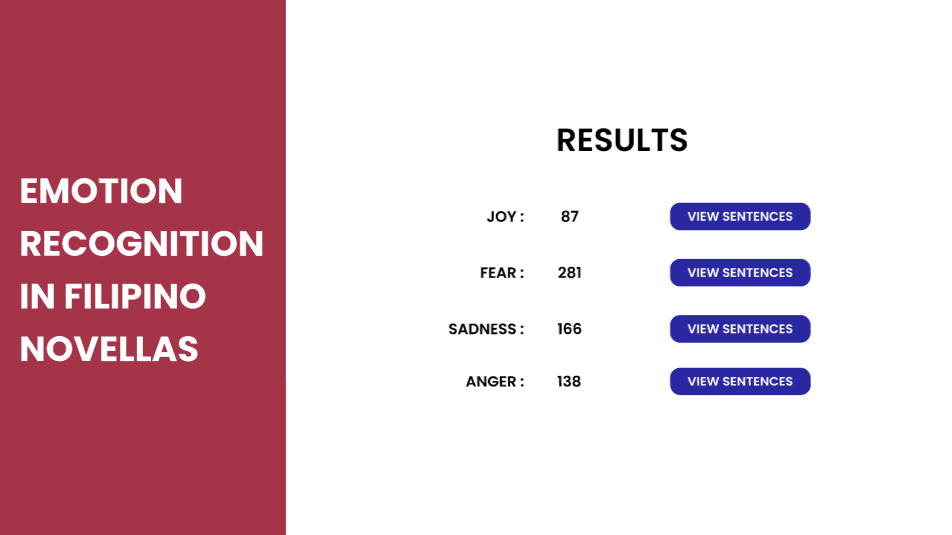 EMOTION
RECOGNITION
IN FILIPINO
NOVELLAS
RESULTS
JOY : 87 VIEW SENTENCES
FEAR : 281 VIEW SENTENCES
SADNESS : 166 VIEW SENTENCES
ANGER : 138 VIEW SENTENCES